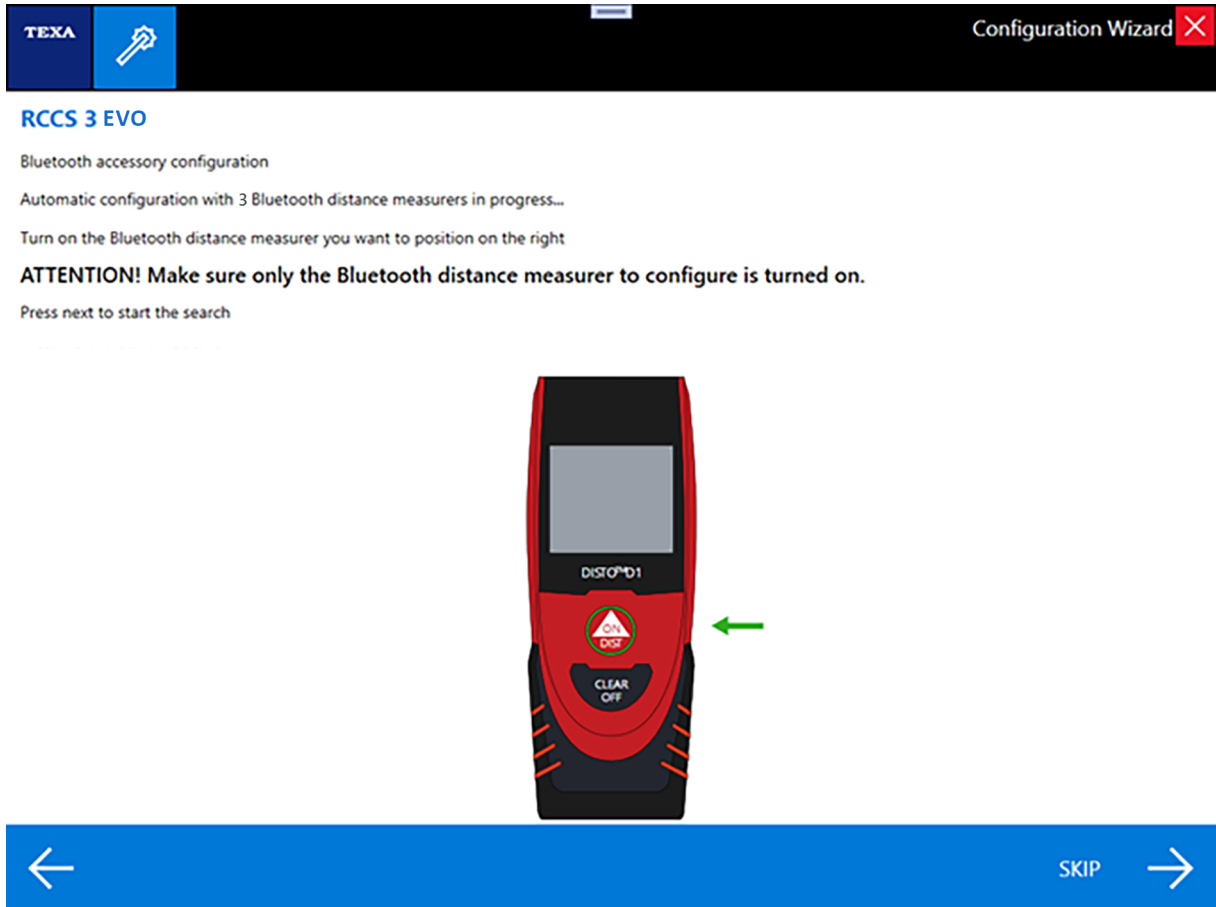 TEXA
Configuration Wizard
RCCS 3 EVO
Bluetooth accessory configuration
Automatic configuration with 3 Bluetooth distance measurers in progress...
Turn on the Bluetooth distance measurer you want to position on the right
ATTENTION! Make sure only the Bluetooth distance measurer to configure is turned on.
Press next to start the search
DISTO™D1
ON
DIST
CLEAR
OFF
SKIP